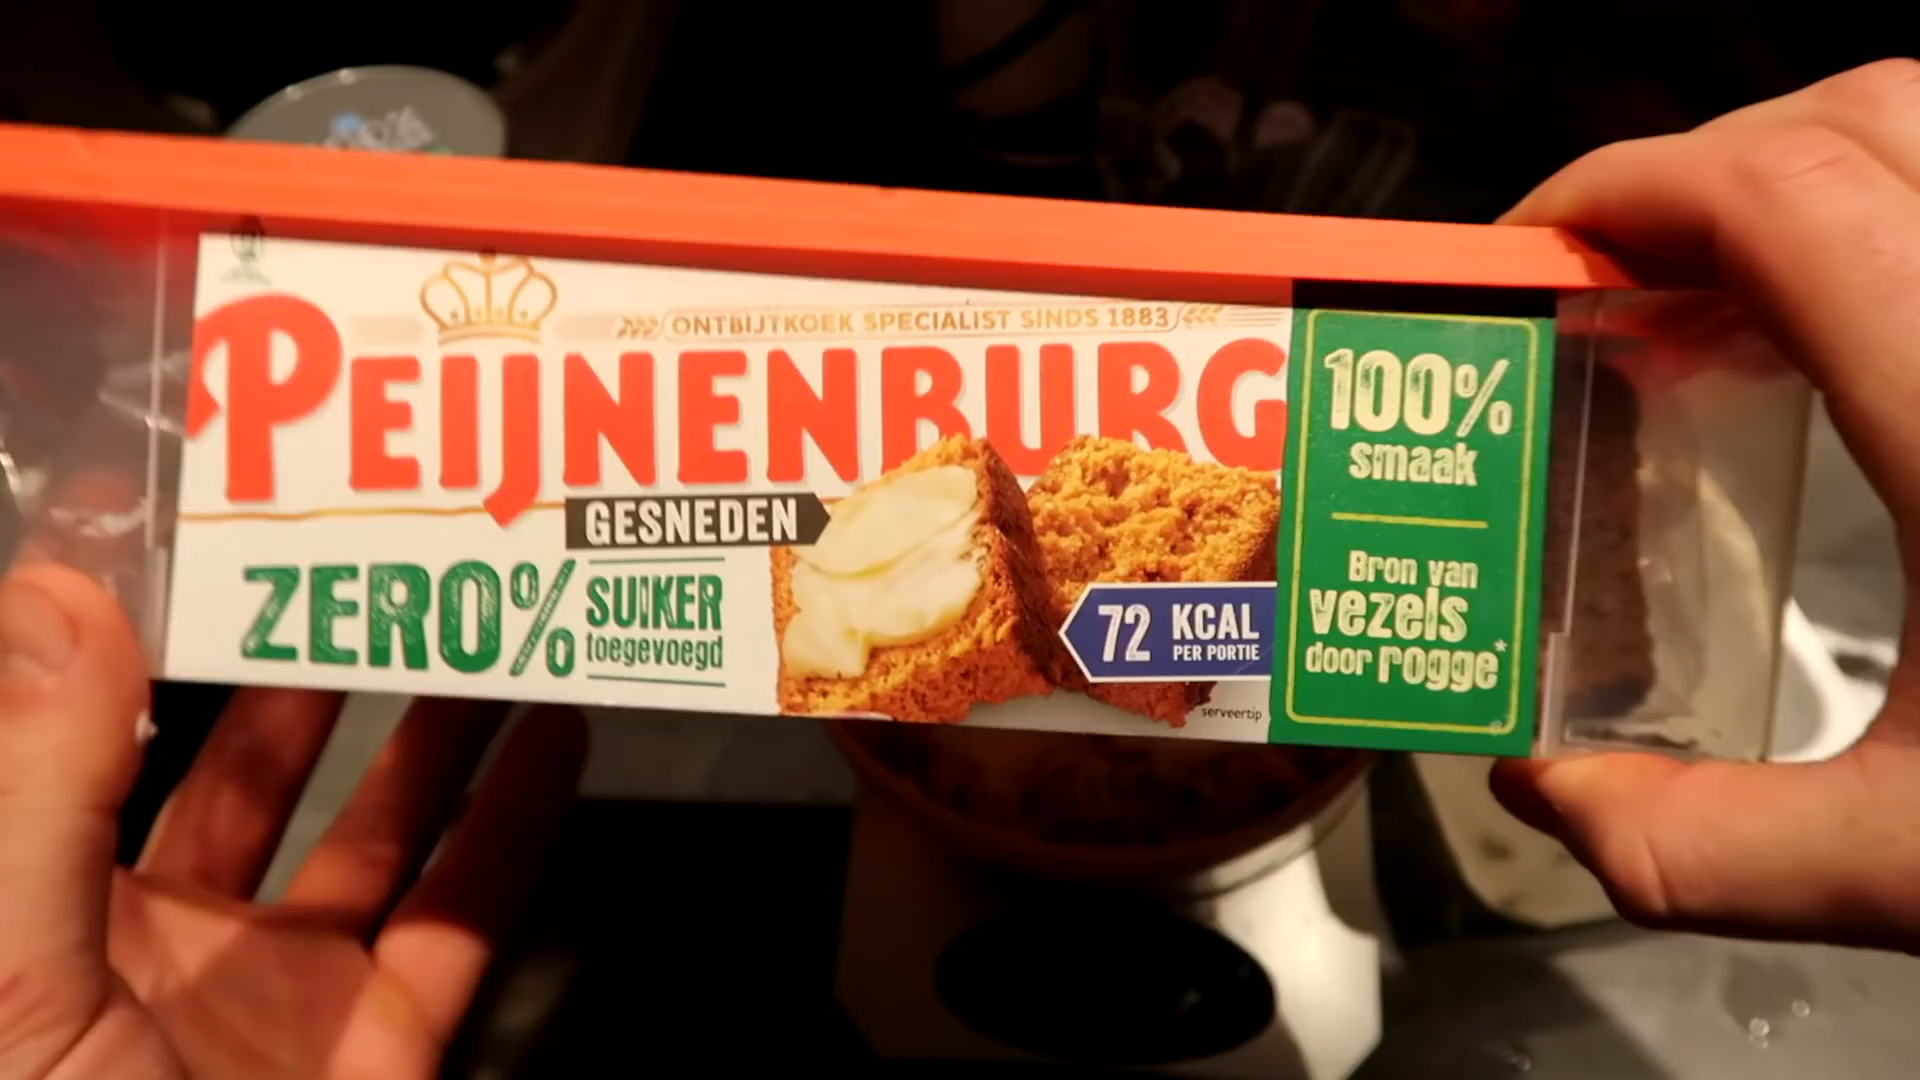 ONTBIJTKOEK SPECIALIST SINDS 1883
PEIJNENBURG
GESNEDEN
ZERO% SUIKER
toegevoegd
72 KCAL
PER PORTIE
serveertip
100%
smaak
Bron van
vezels
door rogge*